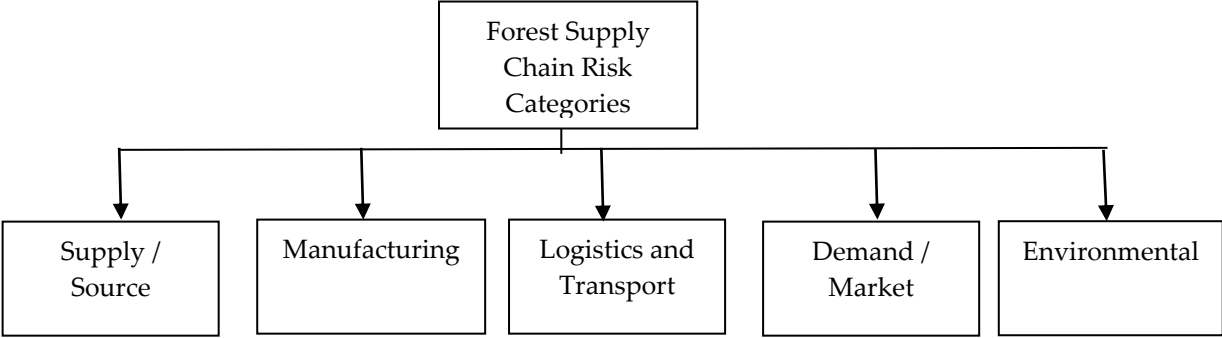 Forest Supply
Chain Risk
Categories
Supply /
Source
Manufacturing
Logistics and
Transport
Demand /
Market
Environmental